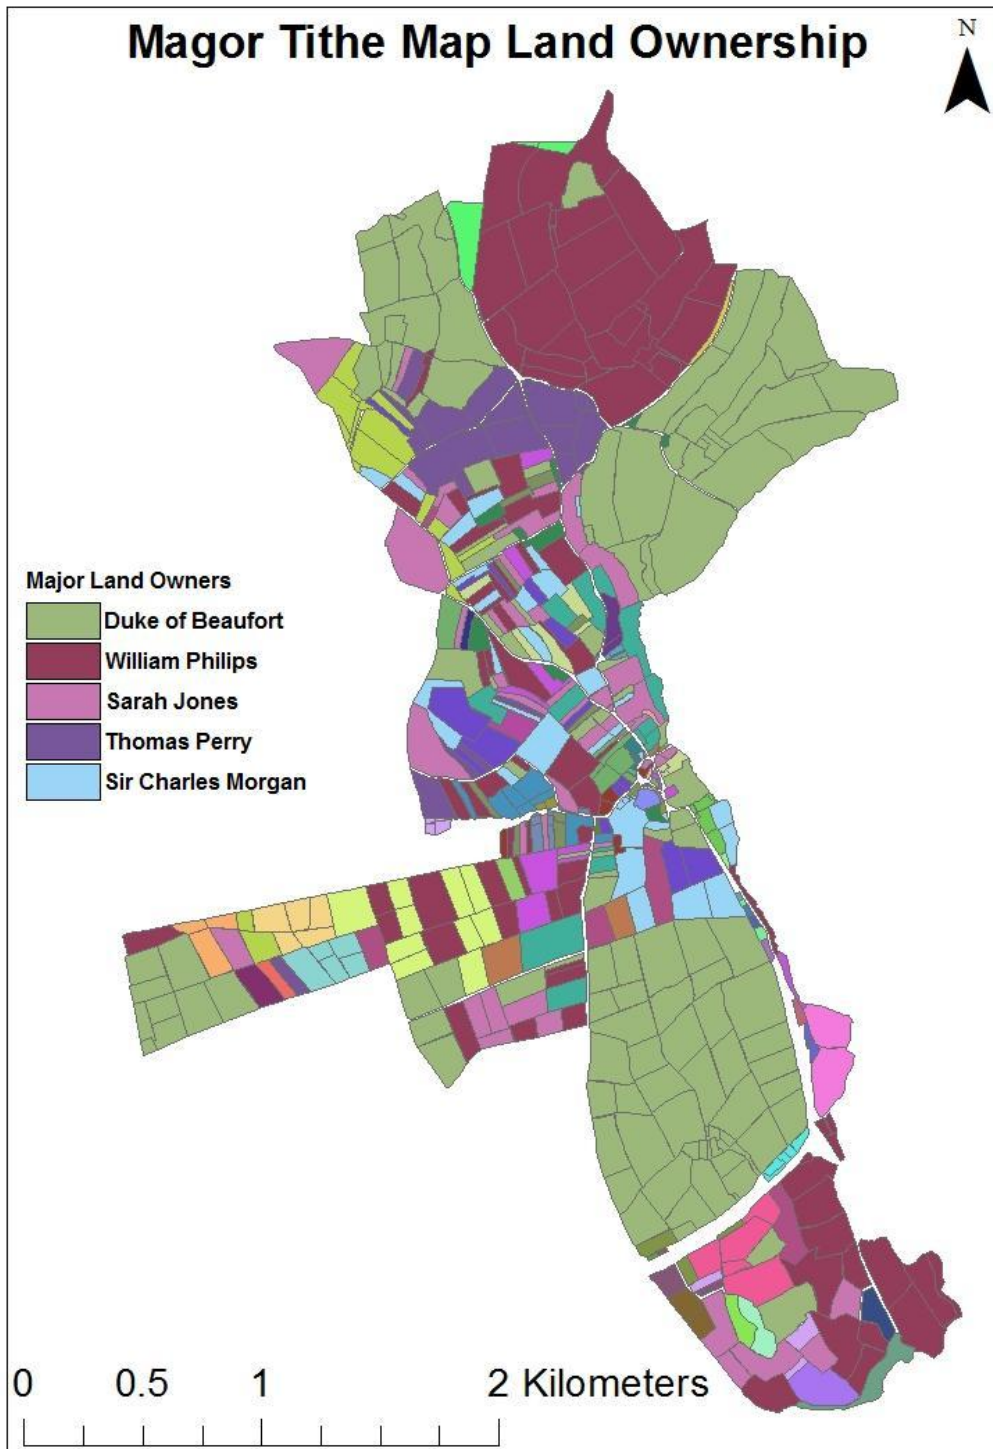 Magor Tithe Map Land Ownership
N
Major Land Owners
Duke of Beaufort
William Philips
Sarah Jones
Thomas Perry
Sir Charles Morgan
0 0.5 1 2 Kilometers